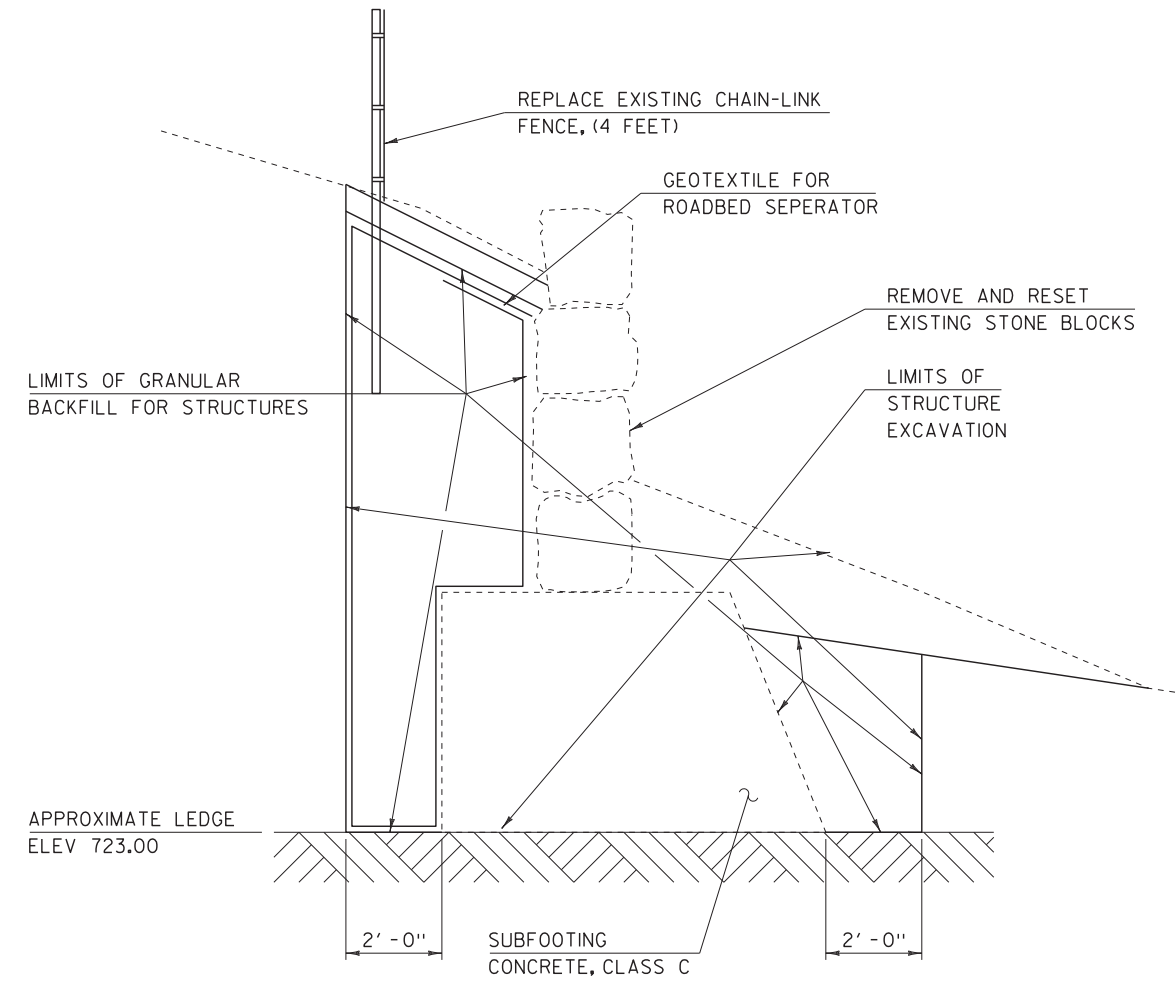 REPLACE EXISTING CHAIN-LINK
FENCE, (4 FEET)
GEOTEXTILE FOR
ROADBED SEPERATOR
REMOVE AND RESET
EXISTING STONE BLOCKS
LIMITS OF GRANULAR
BACKFILL FOR STRUCTURES
LIMITS OF
STRUCTURE
EXCAVATION
APPROXIMATE LEDGE
ELEV 723.00
2'-0"
SUBFOOTING
CONCRETE, CLASS C
2'-0"